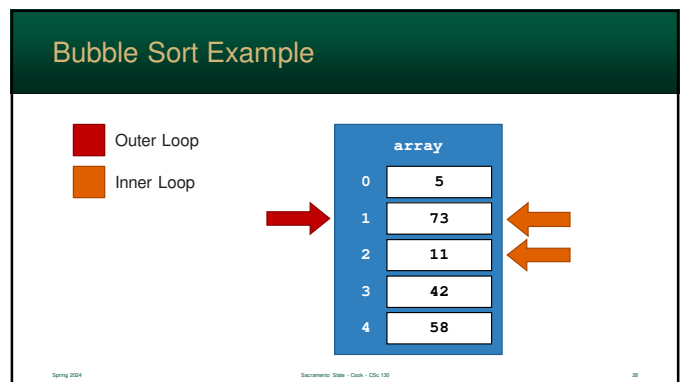 Bubble Sort Example
Outer Loop
Inner Loop
array
0 5
1 73
2 11
3 42
4 58
Spring 2024 Sacramento State - Cook - CSc 130 28